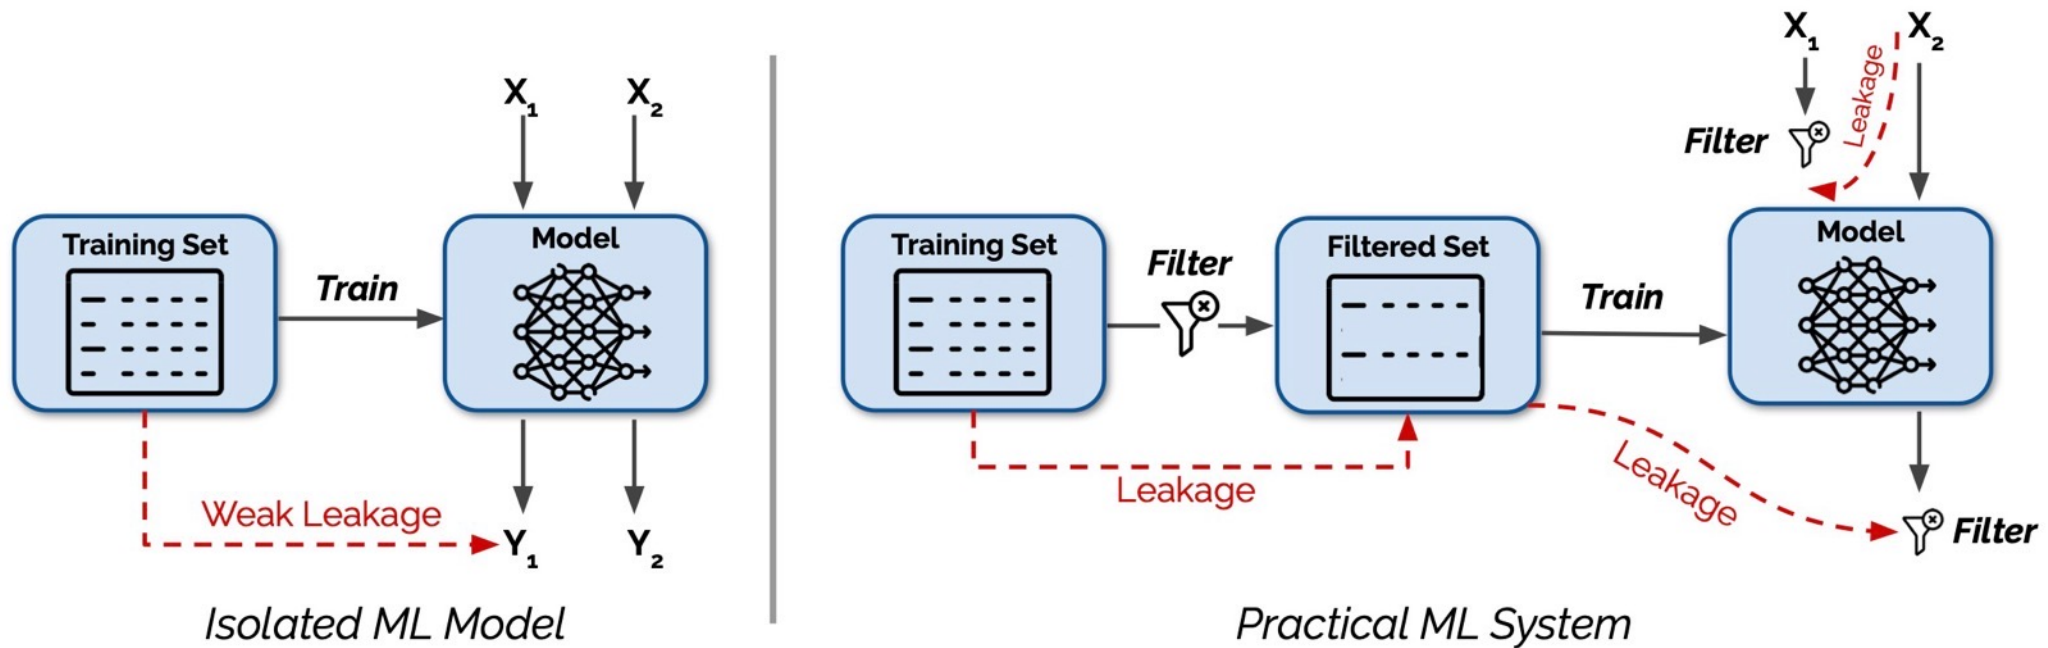 X1
X2
Training Set
Train
Model
Weak Leakage
Y1
Y2
Isolated ML Model
X1
X2
Leakage
Filter
Training Set
Filter
Filtered Set
Train
Model
Leakage
Leakage
Filter
Practical ML System